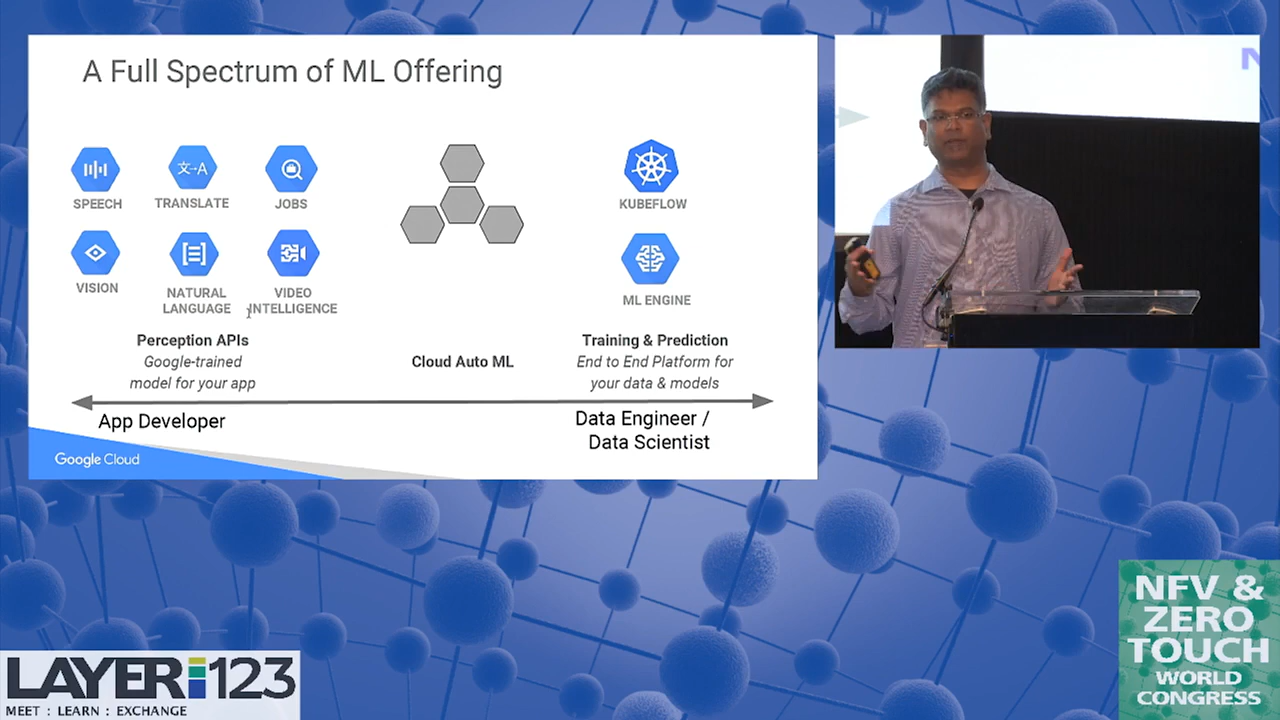 A Full Spectrum of ML Offering
文→A
SPEECH
TRANSLATE
JOBS
KUBEFLOW
VISION
NATURAL
LANGUAGE
VIDEO
INTELLIGENCE
ML ENGINE
Perception APIs
Google-trained
model for your app
Cloud Auto ML
Training & Prediction
End to End Platform for
your data & models
App Developer
Data Engineer /
Data Scientist
Google Cloud
N
LAYER123
MEET : LEARN : EXCHANGE
NFV &
ZERO
TOUCH
WORLD
CONGRESS